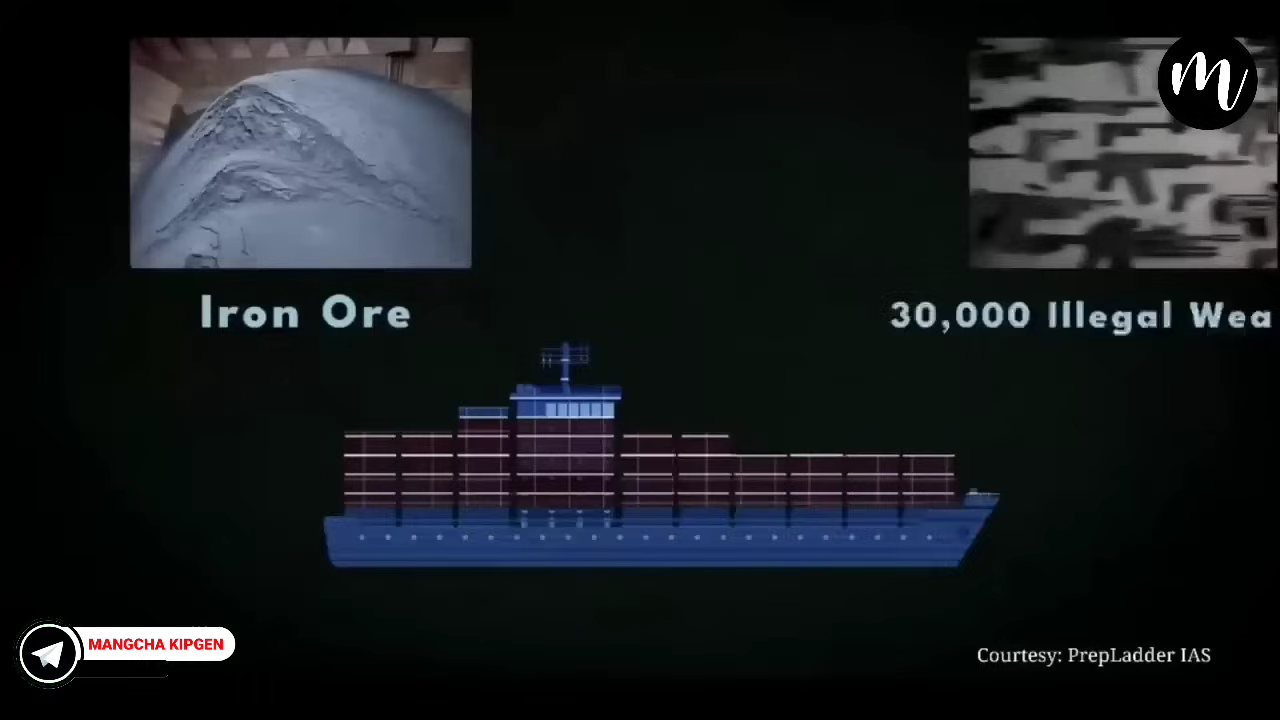 m
Iron Ore
30,000 Illegal Wea
MANGCHA KIPGEN
Courtesy: PrepLadder IAS